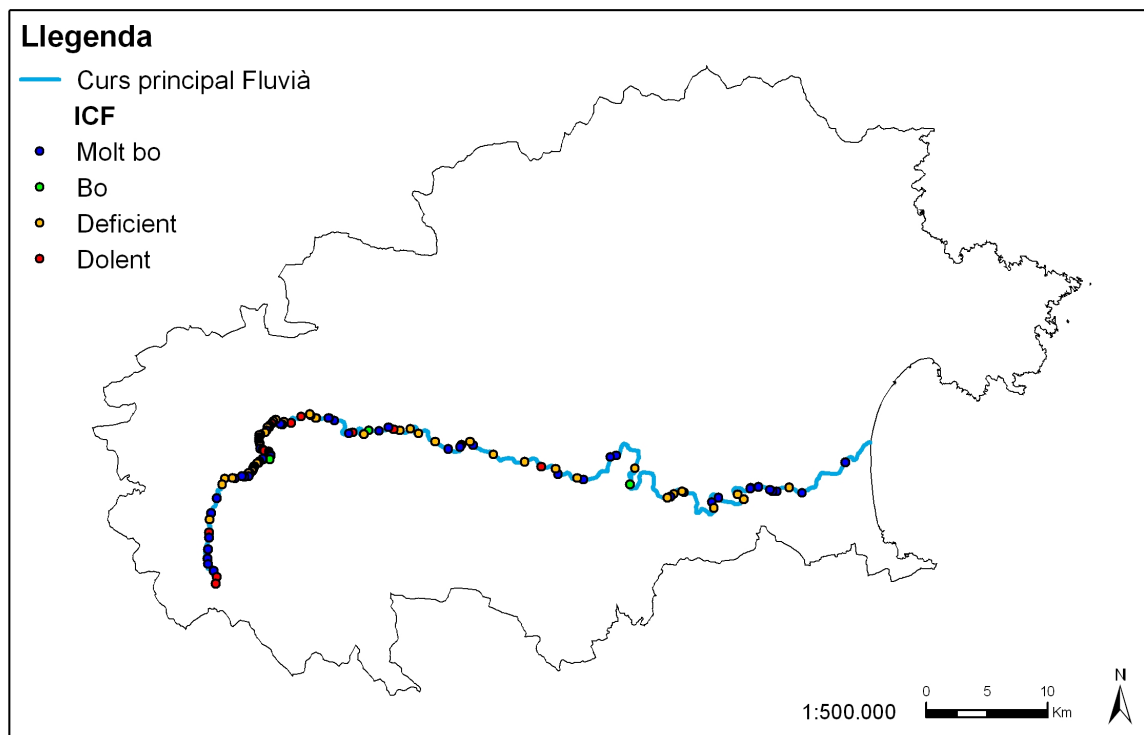 Llegenda
Curs principal Fluvià
ICF
Molt bo
Bo
Deficient
Dolent
1:500.000
0 5 10
Km
N